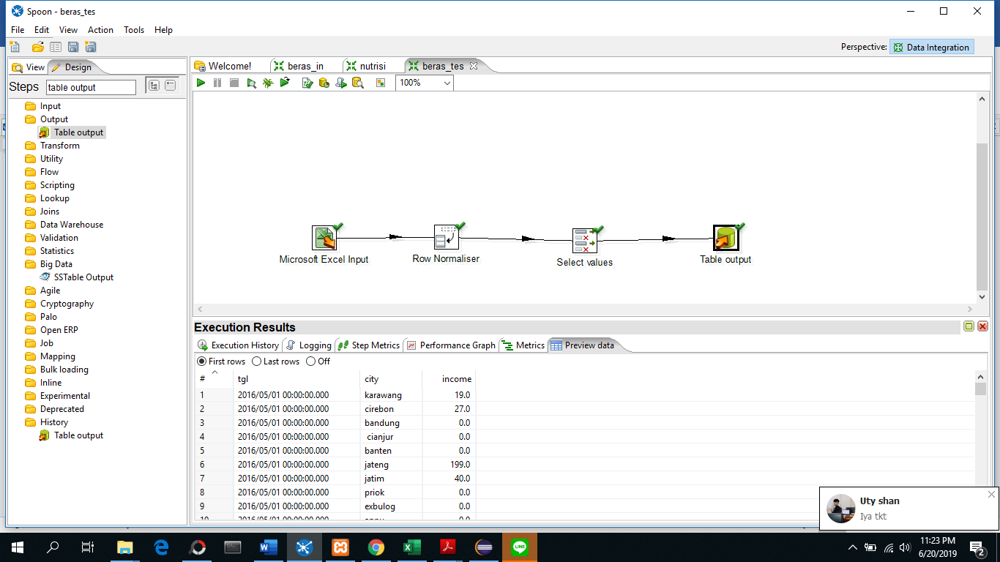 Spoon - beras_tes
File Edit View Action Tools Help
Perspective: Data Integration
View Design
Steps table output
Input
Output
Table output
Transform
Utility
Flow
Scripting
Lookup
Joins
Data Warehouse
Validation
Statistics
Big Data
SSTable Output
Agile
Cryptography
Palo
Open ERP
Job
Mapping
Bulk loading
Inline
Experimental
Deprecated
History
Table output
Welcome! beras_in nutrisi beras_tes
100%
Microsoft Excel Input Row Normaliser Select values Table output
Execution Results
Execution History Logging Step Metrics Performance Graph Metrics Preview data
First rows Last rows Off
# tgl city income
1 2016/05/01 00:00:00.000 karawang 19.0
2 2016/05/01 00:00:00.000 cirebon 27.0
3 2016/05/01 00:00:00.000 bandung 0.0
4 2016/05/01 00:00:00.000 cianjur 0.0
5 2016/05/01 00:00:00.000 banten 0.0
6 2016/05/01 00:00:00.000 jateng 199.0
7 2016/05/01 00:00:00.000 jatim 40.0
8 2016/05/01 00:00:00.000 priok 0.0
9 2016/05/01 00:00:00.000 exbulog 0.0
10 2016/05/01 00:00:00.000 0.0
Uty shan
Iya tkt
11:23 PM
6/20/2019
2